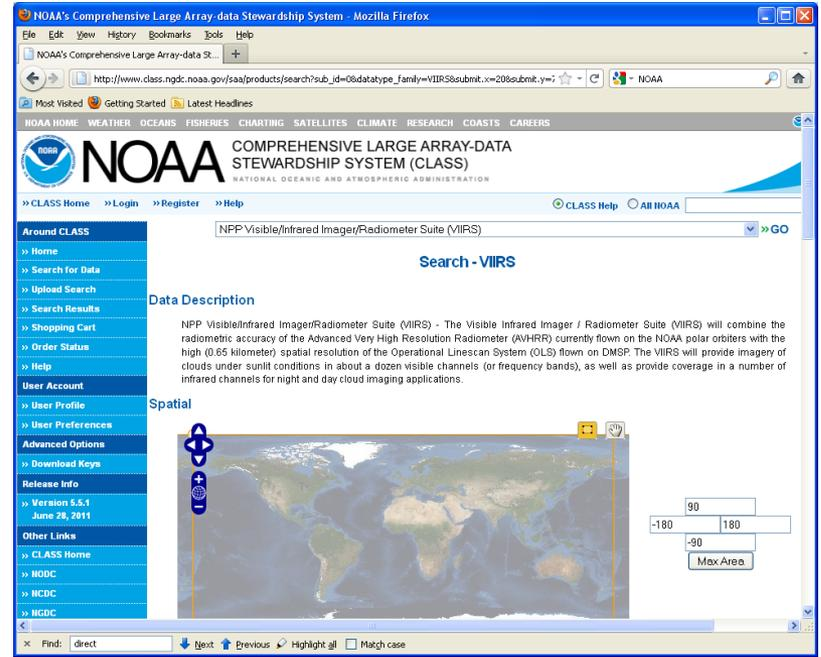 NOAA's Comprehensive Large Array-data Stewardship System - Mozilla Firefox
File Edit View History Bookmarks Tools Help
NOAA's Comprehensive Large Array-data St... +
http://www.class.ngdc.noaa.gov/saa/products/search?sub_id=0&datatype_family=VIIRS&submit.x=20&submit.y=7 NOAA
Most Visited Getting Started Latest Headlines
NOAA HOME WEATHER OCEANS FISHERIES CHARTING SATELLITES CLIMATE RESEARCH COASTS CAREERS
NOAA
COMPREHENSIVE LARGE ARRAY-DATA
STEWARDSHIP SYSTEM (CLASS)
NATIONAL OCEANIC AND ATMOSPHERIC ADMINISTRATION
» CLASS Home » Login » Register » Help CLASS Help All NOAA
Around CLASS
» Home
» Search for Data
» Upload Search
» Search Results
» Shopping Cart
» Order Status
» Help
User Account
» User Profile
» User Preferences
Advanced Options
» Download Keys
Release Info
» Version 5.5.1
June 28, 2011
Other Links
» CLASS Home
» NODC
» NCDC
» NGDC
NPP Visible/Infrared Imager/Radiometer Suite (VIIRS) » GO
Search - VIIRS
Data Description
NPP Visible/Infrared Imager/Radiometer Suite (VIIRS) - The Visible Infrared Imager / Radiometer Suite (VIIRS) will combine the
radiometric accuracy of the Advanced Very High Resolution Radiometer (AVHRR) currently flown on the NOAA polar orbiters with the
high (0.65 kilometer) spatial resolution of the Operational Linescan System (OLS) flown on DMSP. The VIIRS will provide imagery of
clouds under sunlit conditions in about a dozen visible channels (or frequency bands), as well as provide coverage in a number of
infrared channels for night and day cloud imaging applications.
Spatial
90
-180 180
-90
Max Area
× Find: direct Next Previous Highlight all Match case